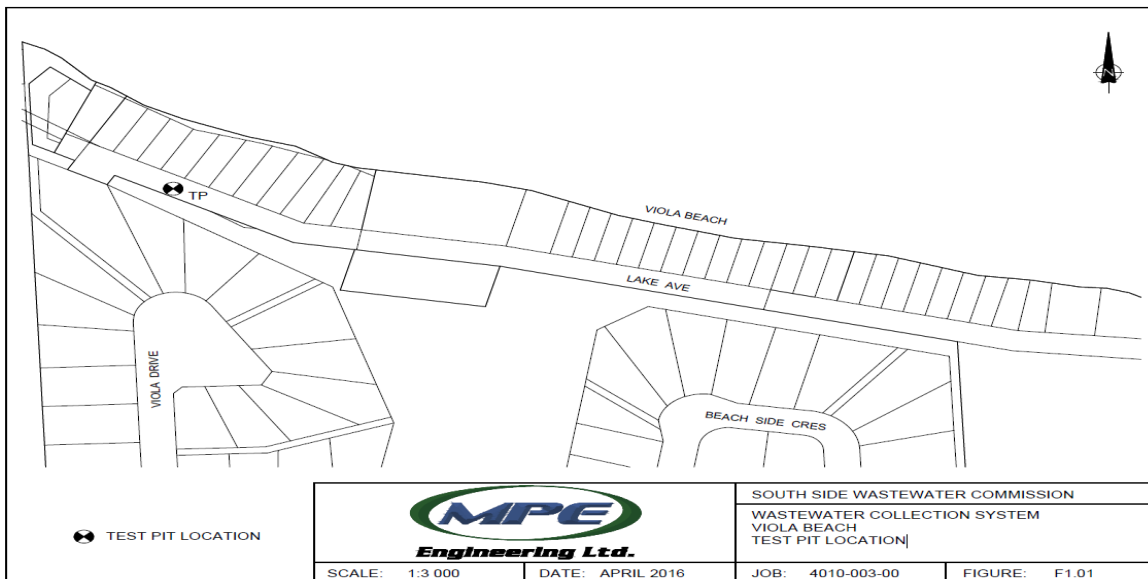 VIOLA BEACH
TP
LAKE AVE
VIOLA DRIVE
BEACH SIDE CRES
TEST PIT LOCATION
MPE
Engineering Ltd.
SOUTH SIDE WASTEWATER COMMISSION
WASTEWATER COLLECTION SYSTEM
VIOLA BEACH
TEST PIT LOCATION
SCALE: 1:3 000 DATE: APRIL 2016 JOB: 4010-003-00 FIGURE: F1.01